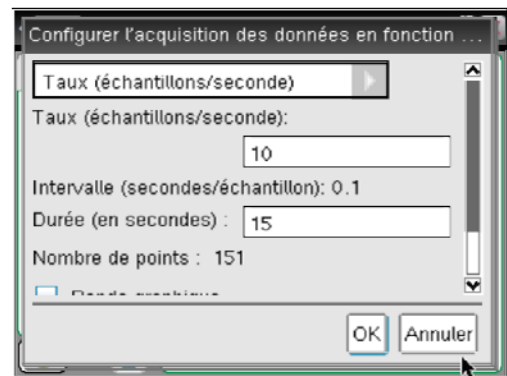 Configurer l'acquisition des données en fonction ...
Taux (échantillons/seconde)
Taux (échantillons/seconde):
10
Intervalle (secondes/échantillon): 0.1
Durée (en secondes) : 15
Nombre de points : 151
OK Annuler